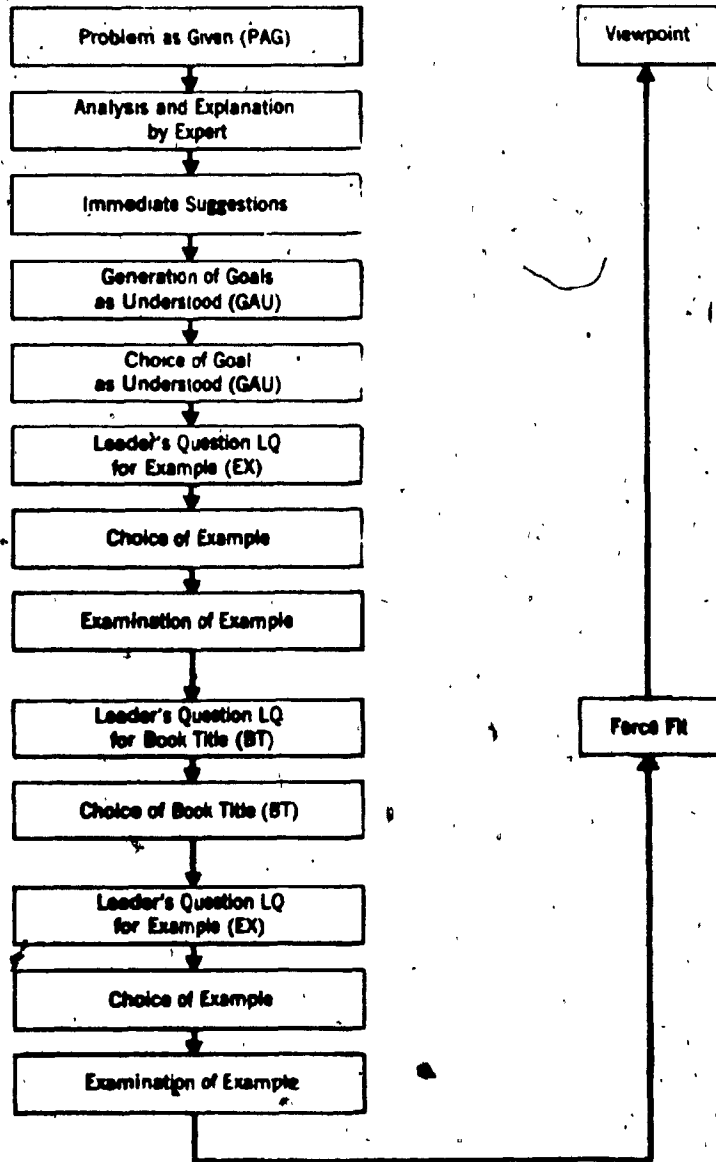 Problem as Given (PAG)
Analysis and Explanation
by Expert
Immediate Suggestions
Generation of Goals
as Understood (GAU)
Choice of Goal
as Understood (GAU)
Leader's Question LQ
for Example (EX)
Choice of Example
Examination of Example
Leader's Question LQ
for Book Title (BT)
Choice of Book Title (BT)
Leader's Question LQ
for Example (EX)
Choice of Example
Examination of Example
Viewpoint
Force Fit